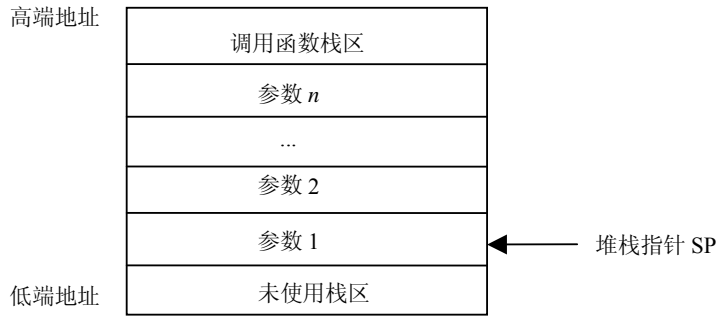 高端地址
调用函数栈区
参数 n
...
参数 2
参数 1
堆栈指针 SP
低端地址
未使用栈区